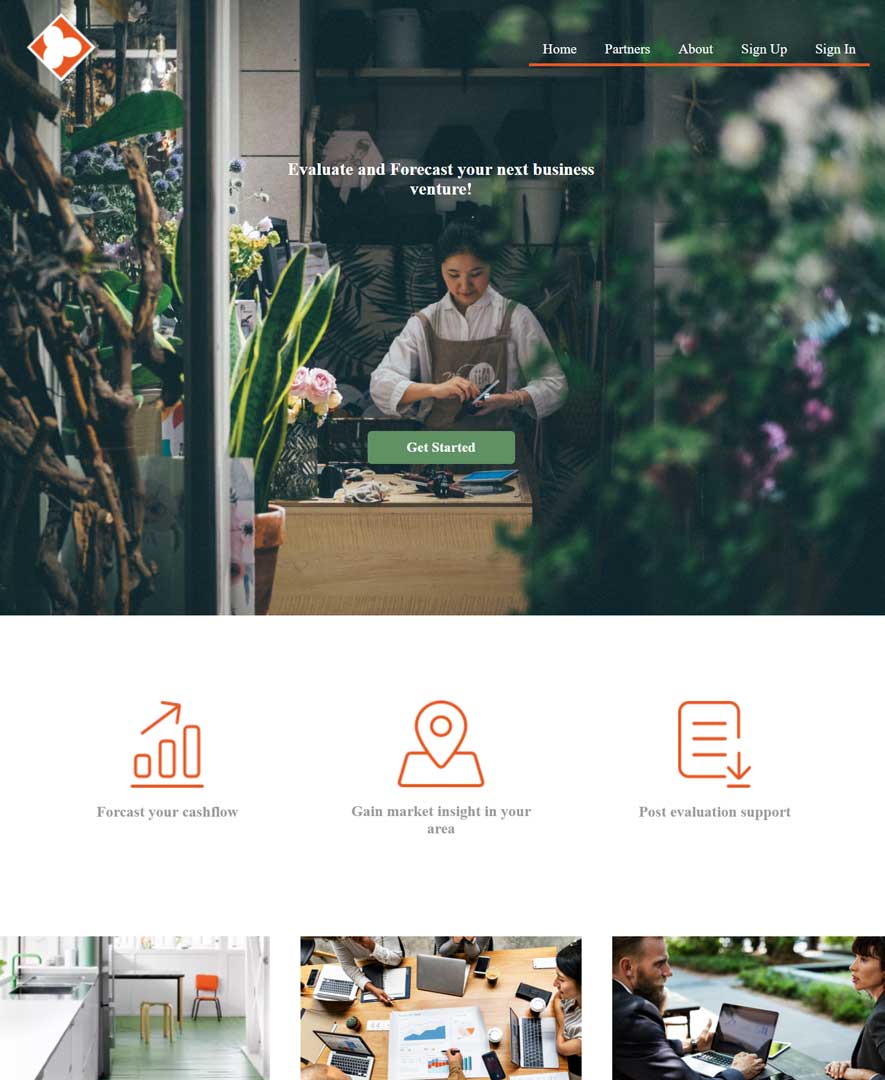 Home Partners About Sign Up Sign In
Evaluate and Forecast your next business
venture!
Get Started
Forcast your cashflow
Gain market insight in your
area
Post evaluation support